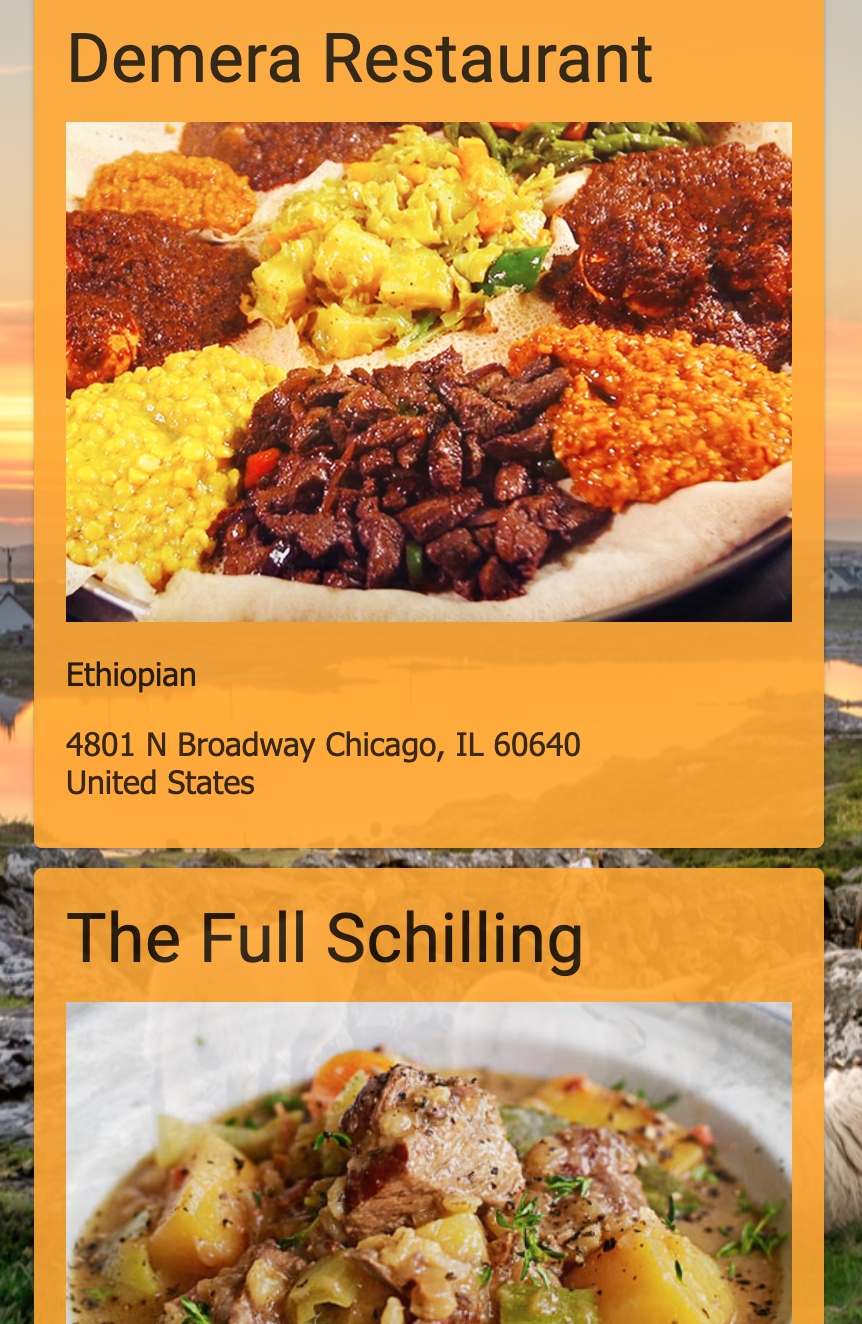 Demera Restaurant
Ethiopian
4801 N Broadway Chicago, IL 60640
United States
The Full Schilling